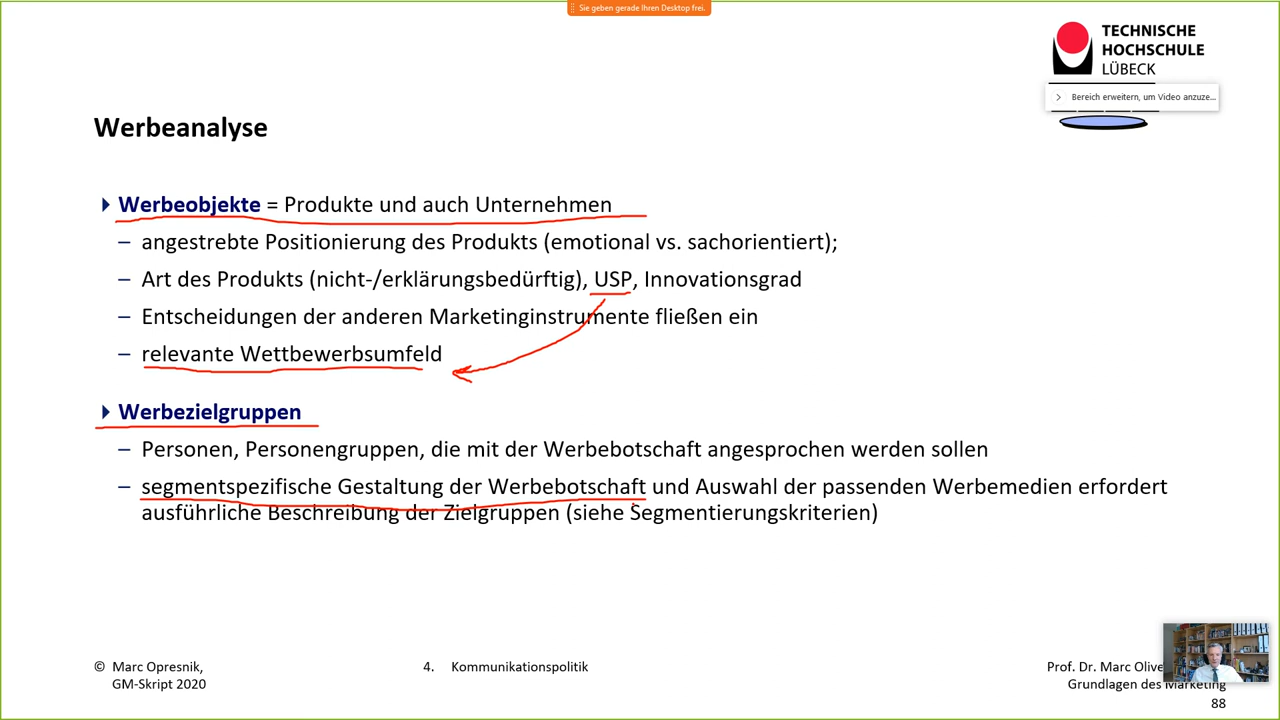 Sie geben gerade Ihren Desktop frei.
TECHNISCHE
HOCHSCHULE
LÜBECK
Bereich erweitern, um Video anzuze...
Werbeanalyse
Werbeobjekte = Produkte und auch Unternehmen
– angestrebte Positionierung des Produkts (emotional vs. sachorientiert);
– Art des Produkts (nicht-/erklärungsbedürftig), USP, Innovationsgrad
– Entscheidungen der anderen Marketinginstrumente fließen ein
– relevante Wettbewerbsumfeld
Werbezielgruppen
– Personen, Personengruppen, die mit der Werbebotschaft angesprochen werden sollen
– segmentspezifische Gestaltung der Werbebotschaft und Auswahl der passenden Werbemedien erfordert
ausführliche Beschreibung der Zielgruppen (siehe Segmentierungskriterien)
© Marc Opresnik,
GM-Skript 2020
4. Kommunikationspolitik
Prof. Dr. Marc Olive
Grundlagen des Marketing
88